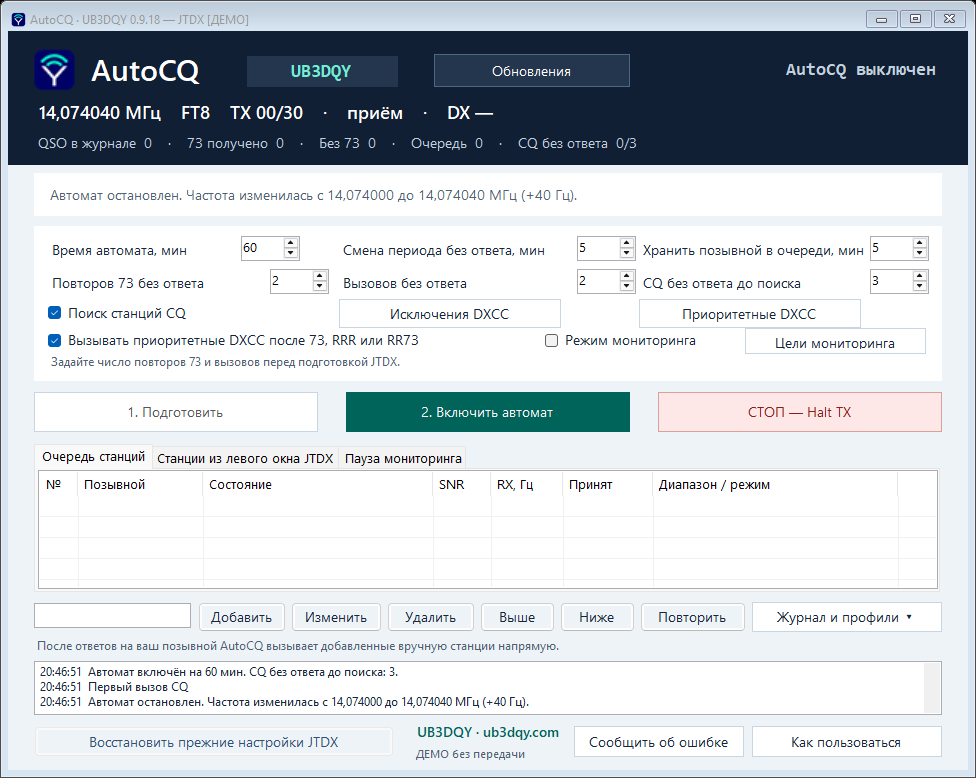 AutoCQ · UB3DQY 0.9.18 — JTDX [ДЕМО]
AutoCQ UB3DQY Обновления AutoCQ выключен
14,074040 МГц FT8 TX 00/30 · приём · DX —
QSO в журнале 0 · 73 получено 0 · Без 73 0 · Очередь 0 · CQ без ответа 0/3
Автомат остановлен. Частота изменилась с 14,074000 до 14,074040 МГц (+40 Гц).
Время автомата, мин 60 Смена периода без ответа, мин 5 Хранить позывной в очереди, мин 5
Повторов 73 без ответа 2 Вызовов без ответа 2 CQ без ответа до поиска 3
Поиск станций CQ Исключения DXCC Приоритетные DXCC
Вызывать приоритетные DXCC после 73, RRR или RR73 Режим мониторинга Цели мониторинга
Задайте число повторов 73 и вызовов перед подготовкой JTDX.
1. Подготовить 2. Включить автомат СТОП — Halt TX
Очередь станций Станции из левого окна JTDX Пауза мониторинга
№ Позывной Состояние SNR RX, Гц Принят Диапазон / режим
Добавить Изменить Удалить Выше Ниже Повторить Журнал и профили ▾
После ответов на ваш позывной AutoCQ вызывает добавленные вручную станции напрямую.
20:46:51 Автомат включён на 60 мин. CQ без ответа до поиска: 3.
20:46:51 Первый вызов CQ
20:46:51 Автомат остановлен. Частота изменилась с 14,074000 до 14,074040 МГц (+40 Гц).
Восстановить прежние настройки JTDX UB3DQY · ub3dqy.com Сообщить об ошибке Как пользоваться
ДЕМО без передачи